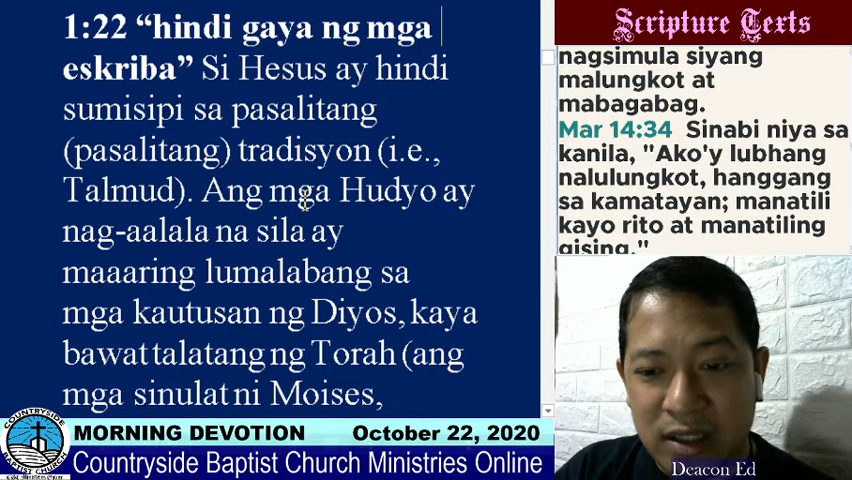 1:22 “hindi gaya ng mga
eskriba” Si Hesus ay hindi
sumisipi sa pasalitang
(pasalitang) tradisyon (i.e.,
Talmud). Ang mga Hudyo ay
nag-aalala na sila ay
maaaring lumalabang sa
mga kautusan ng Diyos, kaya
bawat talatang ng Torah (ang
mga sinulat ni Moises,
Scripture Texts
nagsimula siyang
malungkot at
mabagabag.
Mar 14:34 Sinabi niya sa
kanila, "Ako'y lubhang
nalulungkot, hanggang
sa kamatayan; manatili
kayo rito at manatiling
gising."
Deacon Ed
COUNTRYSIDE
BAPTIST CHURCH
MORNING DEVOTION October 22, 2020
Countryside Baptist Church Ministries Online